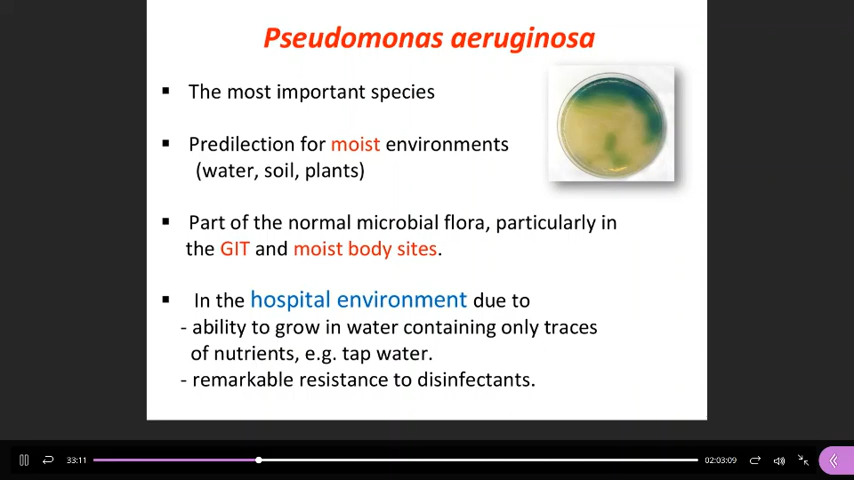 Pseudomonas aeruginosa
▪ The most important species
▪ Predilection for moist environments
(water, soil, plants)
▪ Part of the normal microbial flora, particularly in
the GIT and moist body sites.
▪ In the hospital environment due to
- ability to grow in water containing only traces
of nutrients, e.g. tap water.
- remarkable resistance to disinfectants.
33:11
02:03:09